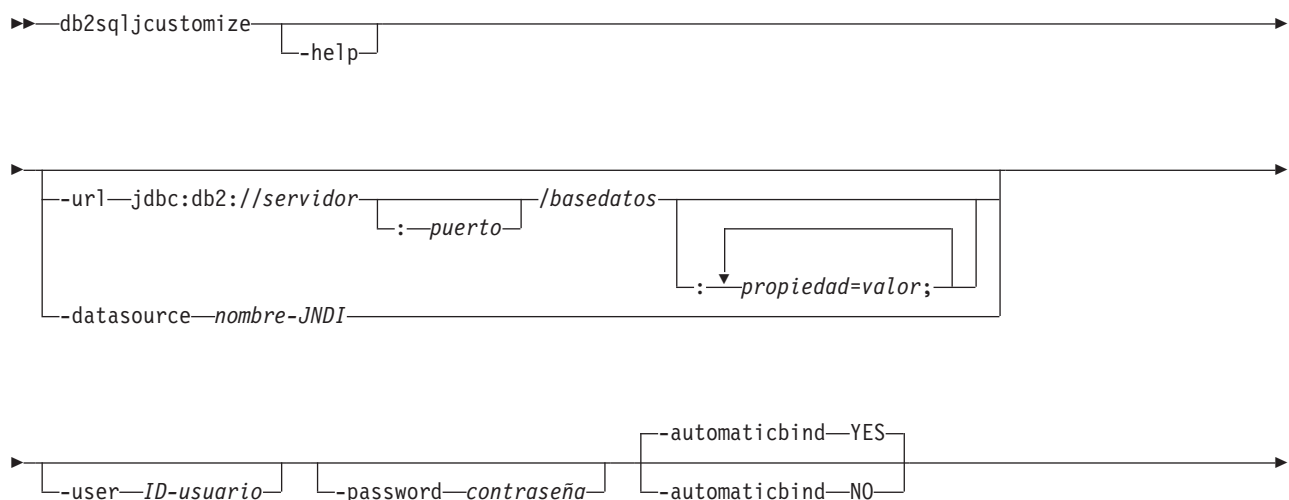 db2sqljcustomize
-help
-url jdbc:db2://servidor /basedatos
: puerto
: propiedad=valor;
-datasource nombre-JNDI
-automaticbind YES
-user ID-usuario -password contraseña -automaticbind NO